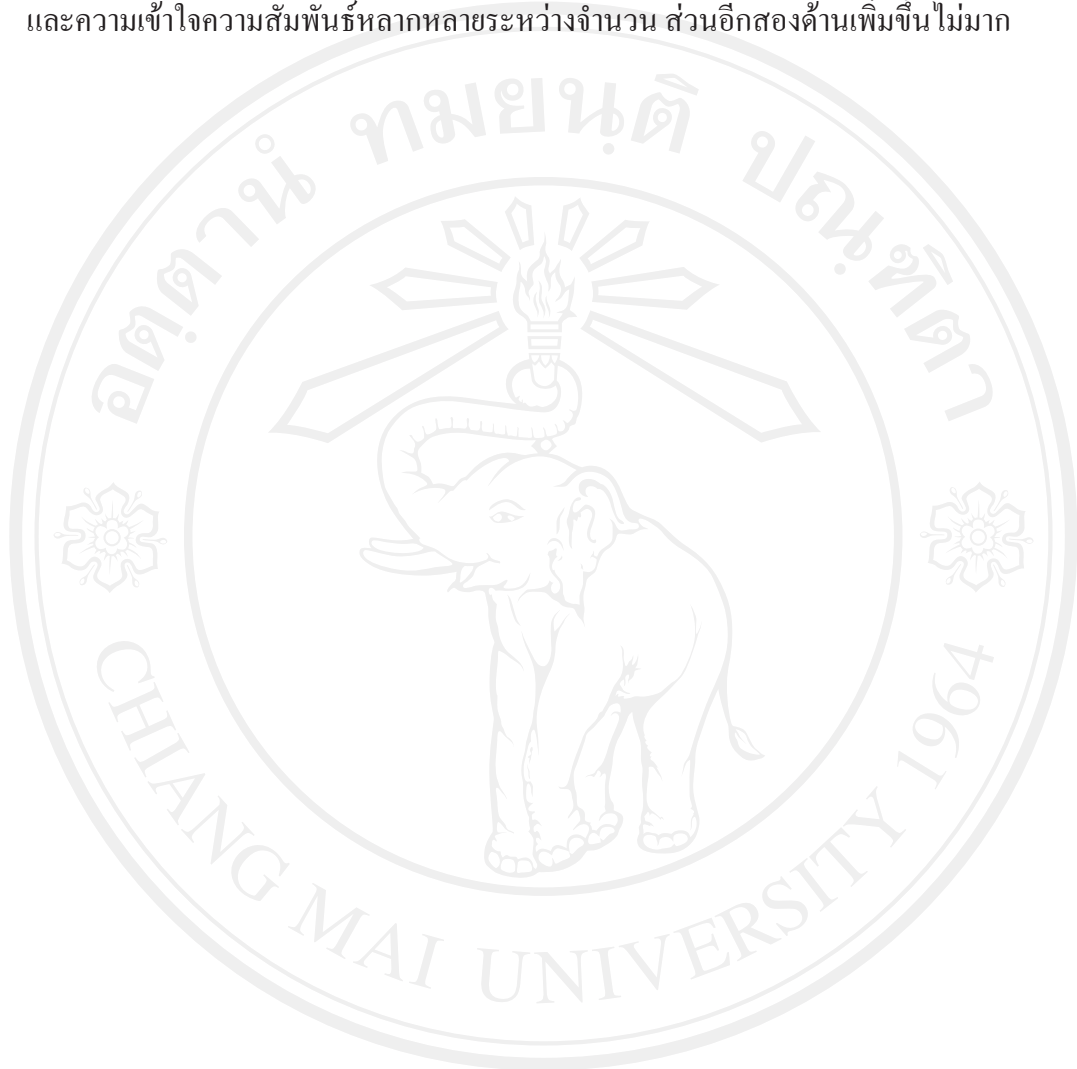 และความเข้าใจความสัมพันธ์หลากหลายระหว่างจำนวน ส่วนอีกสองด้านเพิ่มขึ้นไม่มาก
อตฺตานํ ทมยนฺติ ปณฺฑิตา
CHIANG MAI UNIVERSITY 1964